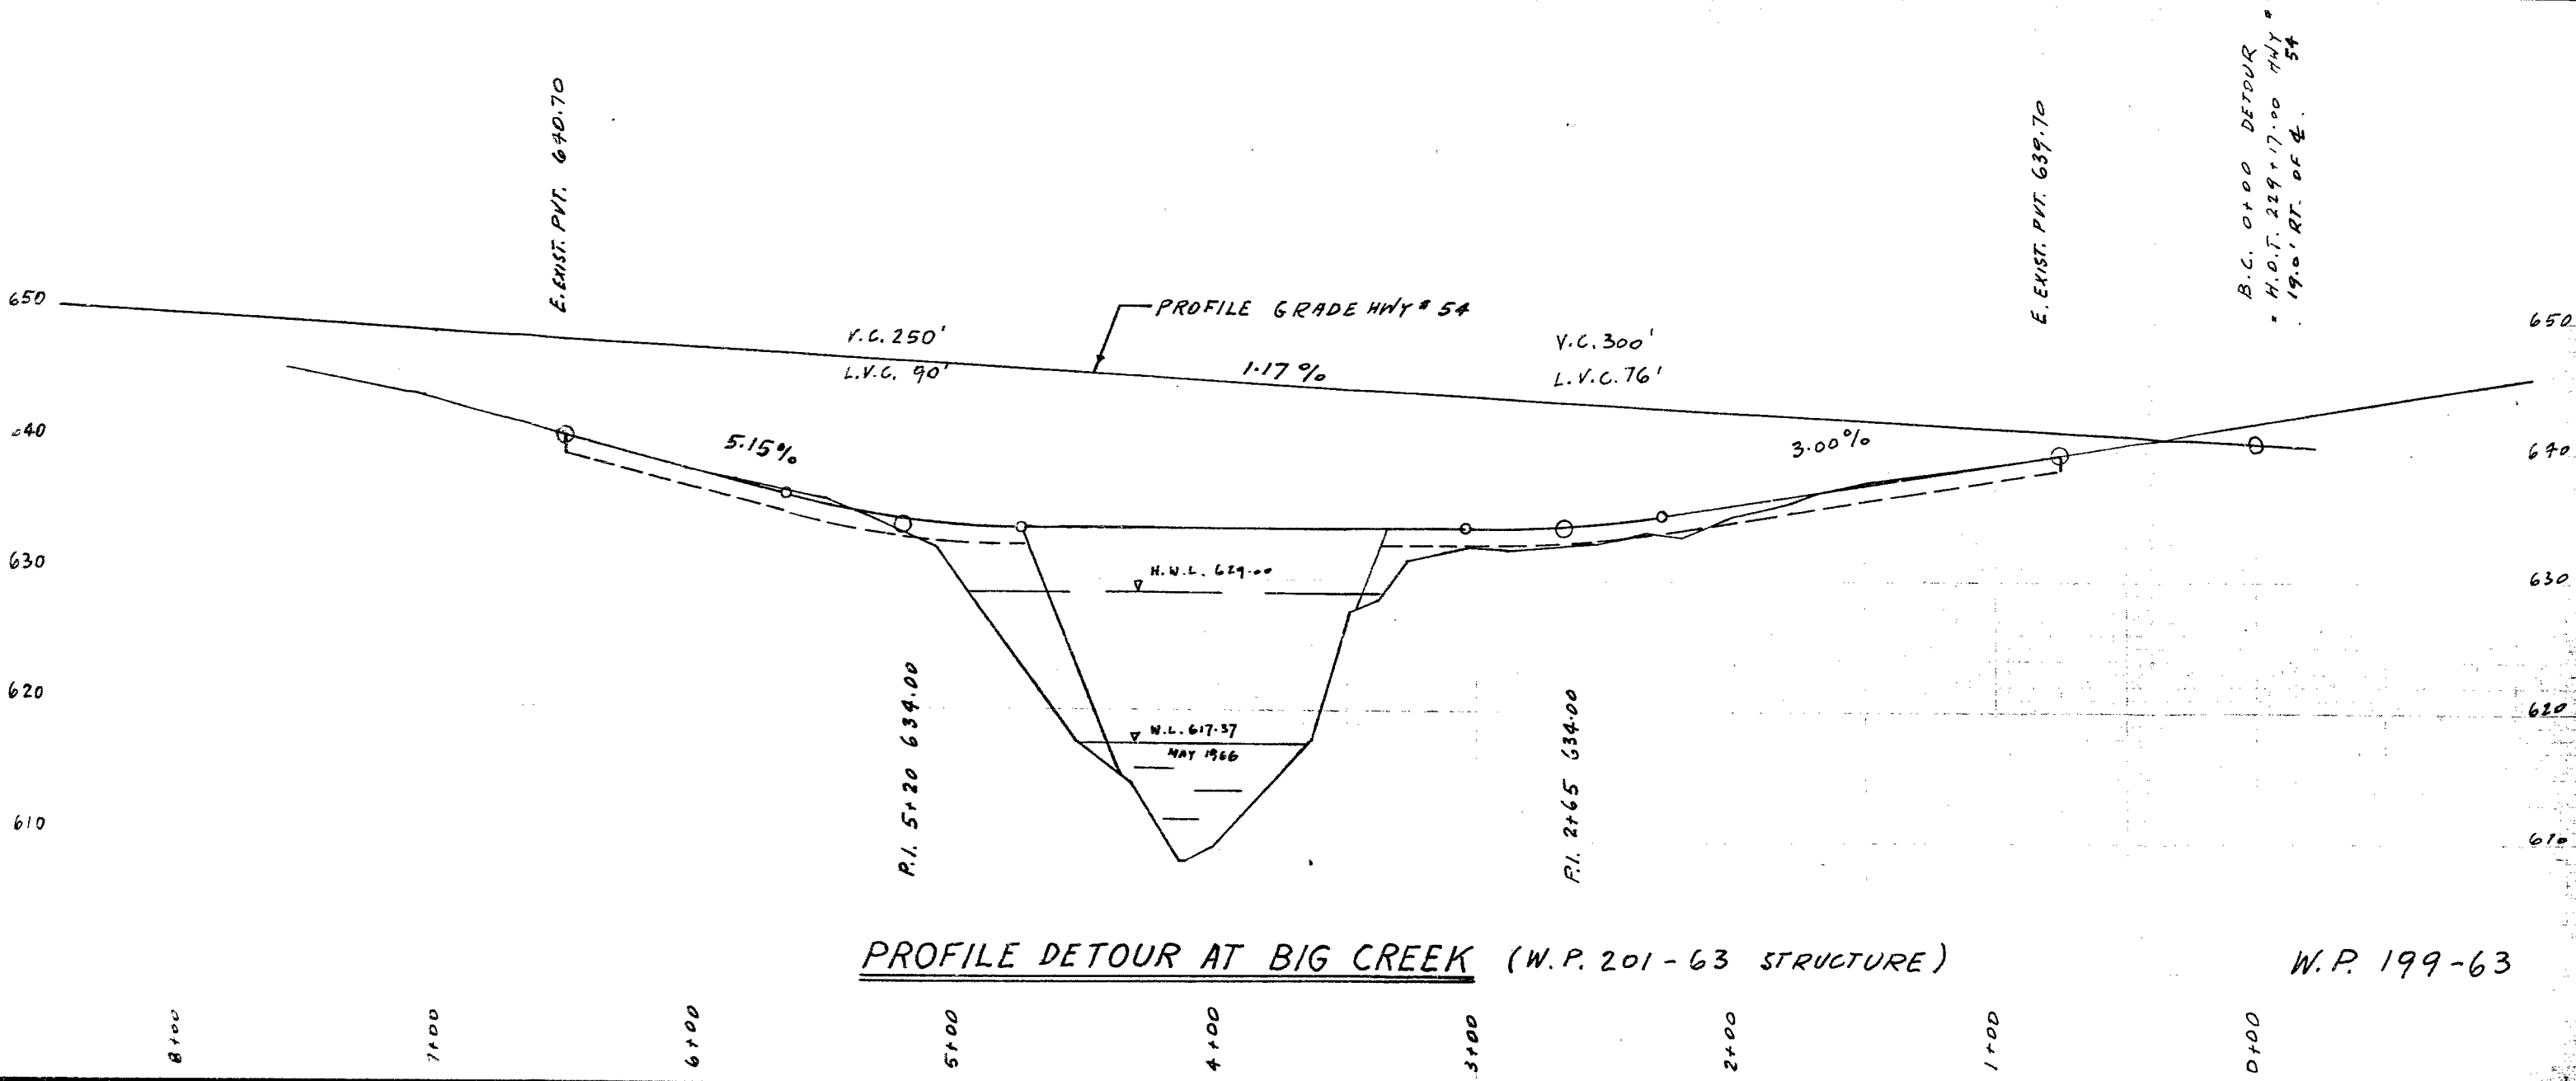 E. EXIST. PVT. 640.70
E. EXIST. PVT. 639.70
B.C. 0+00 DETOUR
= H.O.T. 229+17.00 HWY #54
19.0' RT. OF ℄.
650
V.C. 250'
L.V.C. 90'
PROFILE GRADE HWY # 54
1.17%
V.C. 300'
L.V.C. 76'
650
640
5.15%
3.00%
640
630
H.W.L. 629.00
630
620
W.L. 617.37
MAY 1966
620
P.I. 5+20 634.00
P.I. 2+65 634.00
610
610
PROFILE DETOUR AT BIG CREEK (W.P. 201-63 STRUCTURE)
W.P. 199-63
8+00
7+00
6+00
5+00
4+00
3+00
2+00
1+00
0+00